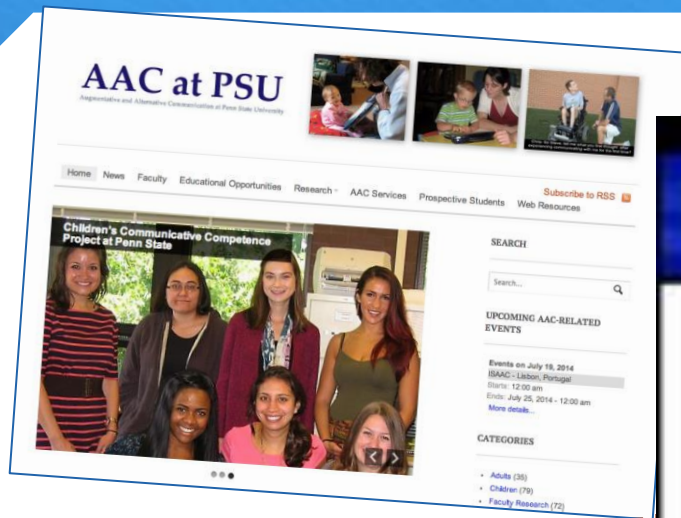 AAC at PSU
Augmentative and Alternative Communication at Penn State University
Home News Faculty Educational Opportunities Research AAC Services Prospective Students Web Resources
Subscribe to RSS
Children's Communicative Competence
Project at Penn State
SEARCH
Search...
UPCOMING AAC-RELATED
EVENTS
Events on July 19, 2014
ISAAC - Lisbon, Portugal
Starts: 12:00 am
Ends: July 25, 2014 - 12:00 am
More details...
CATEGORIES
Adults (35)
Children (79)
Faculty Research (72)